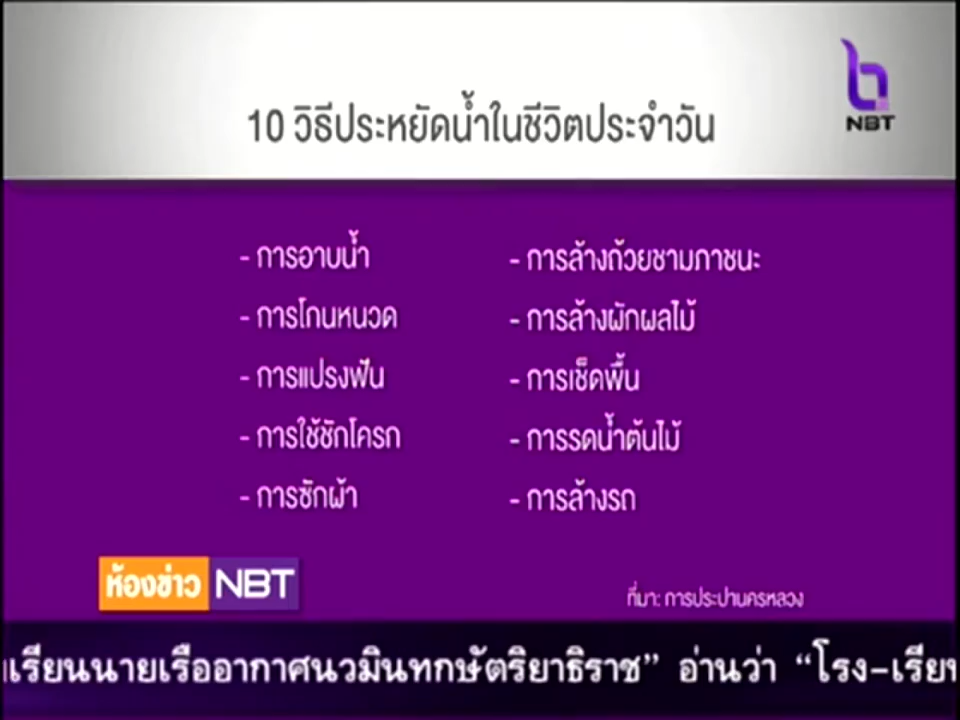 NBT
10 วิธีประหยัดน้ำในชีวิตประจำวัน
- การอาบน้ำ
- การโกนหนวด
- การแปรงฟัน
- การใช้ชักโครก
- การซักผ้า
- การล้างถ้วยชามภาชนะ
- การล้างผักผลไม้
- การเช็ดพื้น
- การรดน้ำต้นไม้
- การล้างรถ
ห้องข่าว NBT
ที่มา: การประปานครหลวง
เรียนนายเรืออากาศนวมินทกษัตริยาธิราช” อ่านว่า “โรง-เรีย